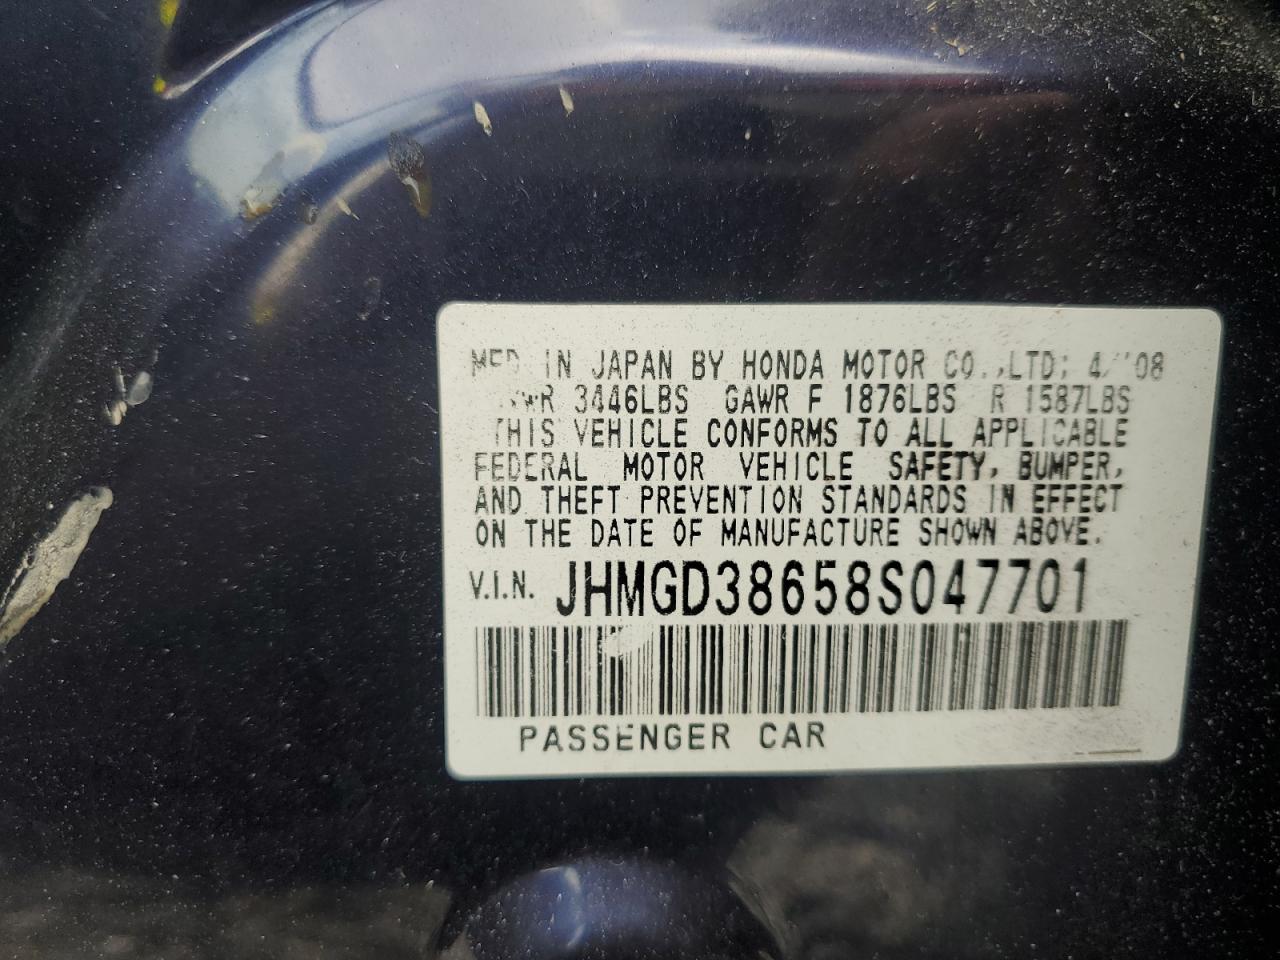 MFD IN JAPAN BY HONDA MOTOR CO.,LTD; 4/'08
3446LBS GAWR F 1876LBS R 1587LBS
THIS VEHICLE CONFORMS TO ALL APPLICABLE
FEDERAL MOTOR VEHICLE SAFETY, BUMPER,
AND THEFT PREVENTION STANDARDS IN EFFECT
ON THE DATE OF MANUFACTURE SHOWN ABOVE.
V.I.N. JHMGD38658S047701
PASSENGER CAR